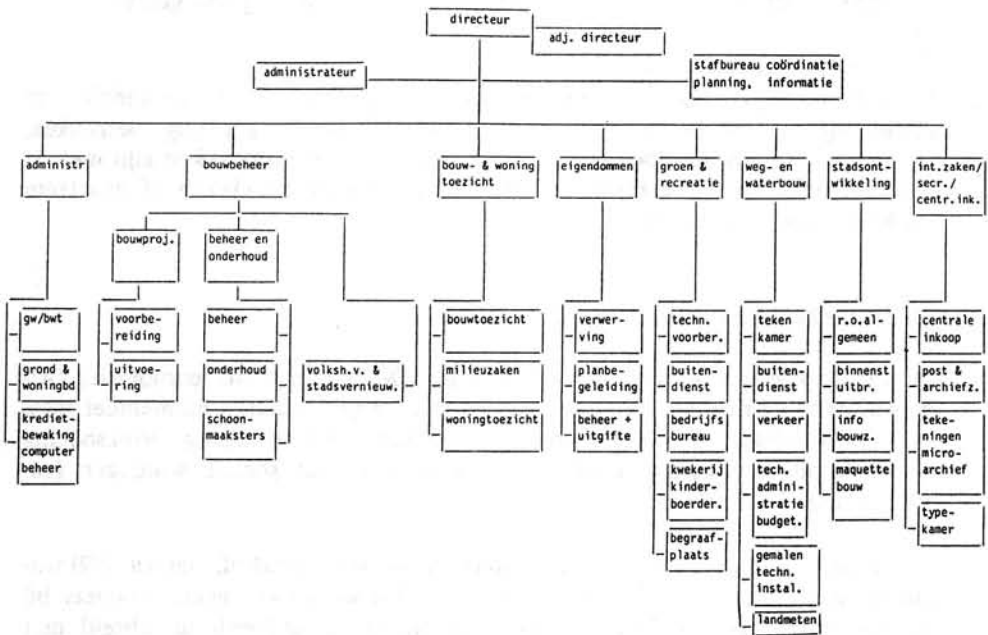 directeur
adj. directeur
administrateur
stafbureau coördinatie
planning, informatie
administr.
bouwbeheer
bouw- & woning
toezicht
eigendommen
groen &
recreatie
weg- en
waterbouw
stadsont-
wikkeling
int.zaken/
secr./
centr.ink.
bouwproj.
beheer en
onderhoud
gw/bwt
grond &
woningbd
krediet-
bewaking
computer
beheer
voorbe-
reiding
uitvoe-
ring
beheer
onderhoud
schoon-
maaksters
volksh.v. &
stadsvernieuw.
bouwtoezicht
milieuzaken
woningtoezicht
verwer-
ving
planbe-
geleiding
beheer +
uitgifte
techn.
voorber.
buiten-
dienst
bedrijfs
bureau
kwekerij
kinder-
boerder.
begraaf-
plaats
teken
kamer
buiten-
dienst
verkeer
tech.
admini-
stratie
budget.
gemalen
techn.
instal.
landmeten
r.o.al-
gemeen
binnenst
uitbr.
info
bouwz.
maquette
bouw
centrale
inkoop
post &
archiefz.
teke-
ningen
micro-
archief
type-
kamer